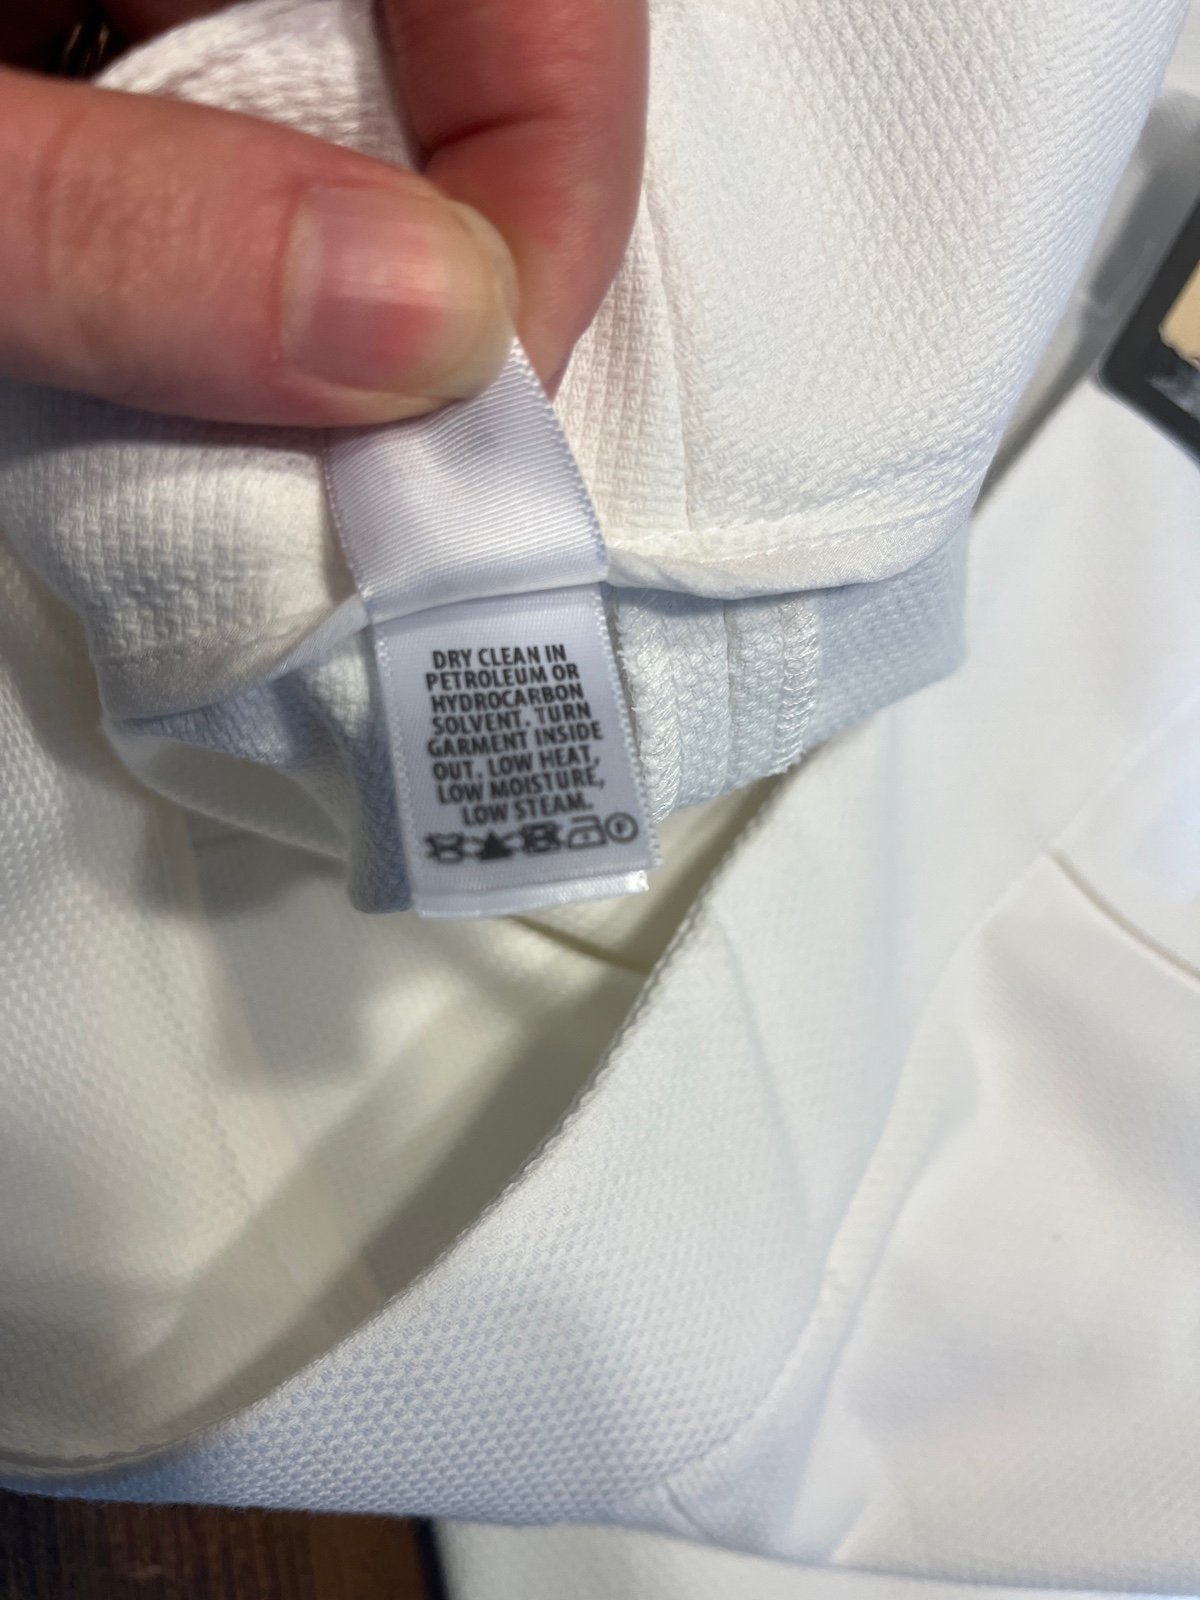 DRY CLEAN IN
PETROLEUM OR
HYDROCARBON
SOLVENT. TURN
GARMENT INSIDE
OUT. LOW HEAT,
LOW MOISTURE,
LOW STEAM.
F